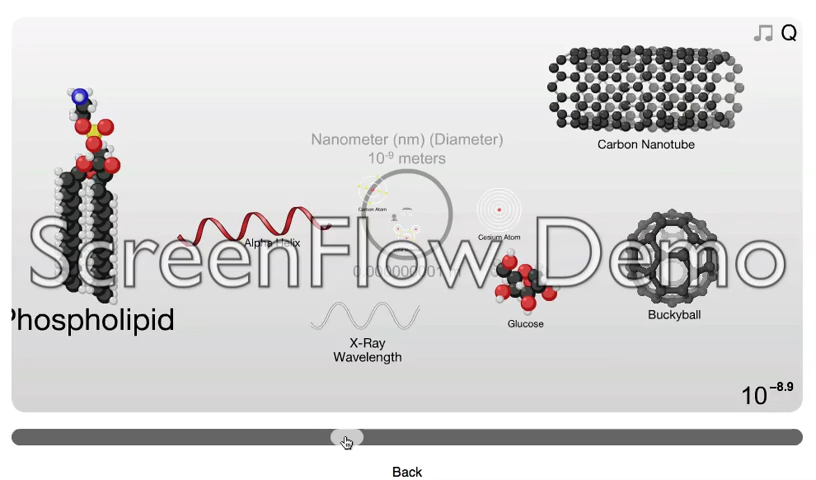 Q
Carbon Nanotube
Nanometer (nm) (Diameter)
10⁻⁹ meters
Carbon Atom
Cesium Atom
Alpha Helix
ScreenFlow Demo
Phospholipid
Glucose
Buckyball
X-Ray
Wavelength
10⁻⁸·⁹
Back